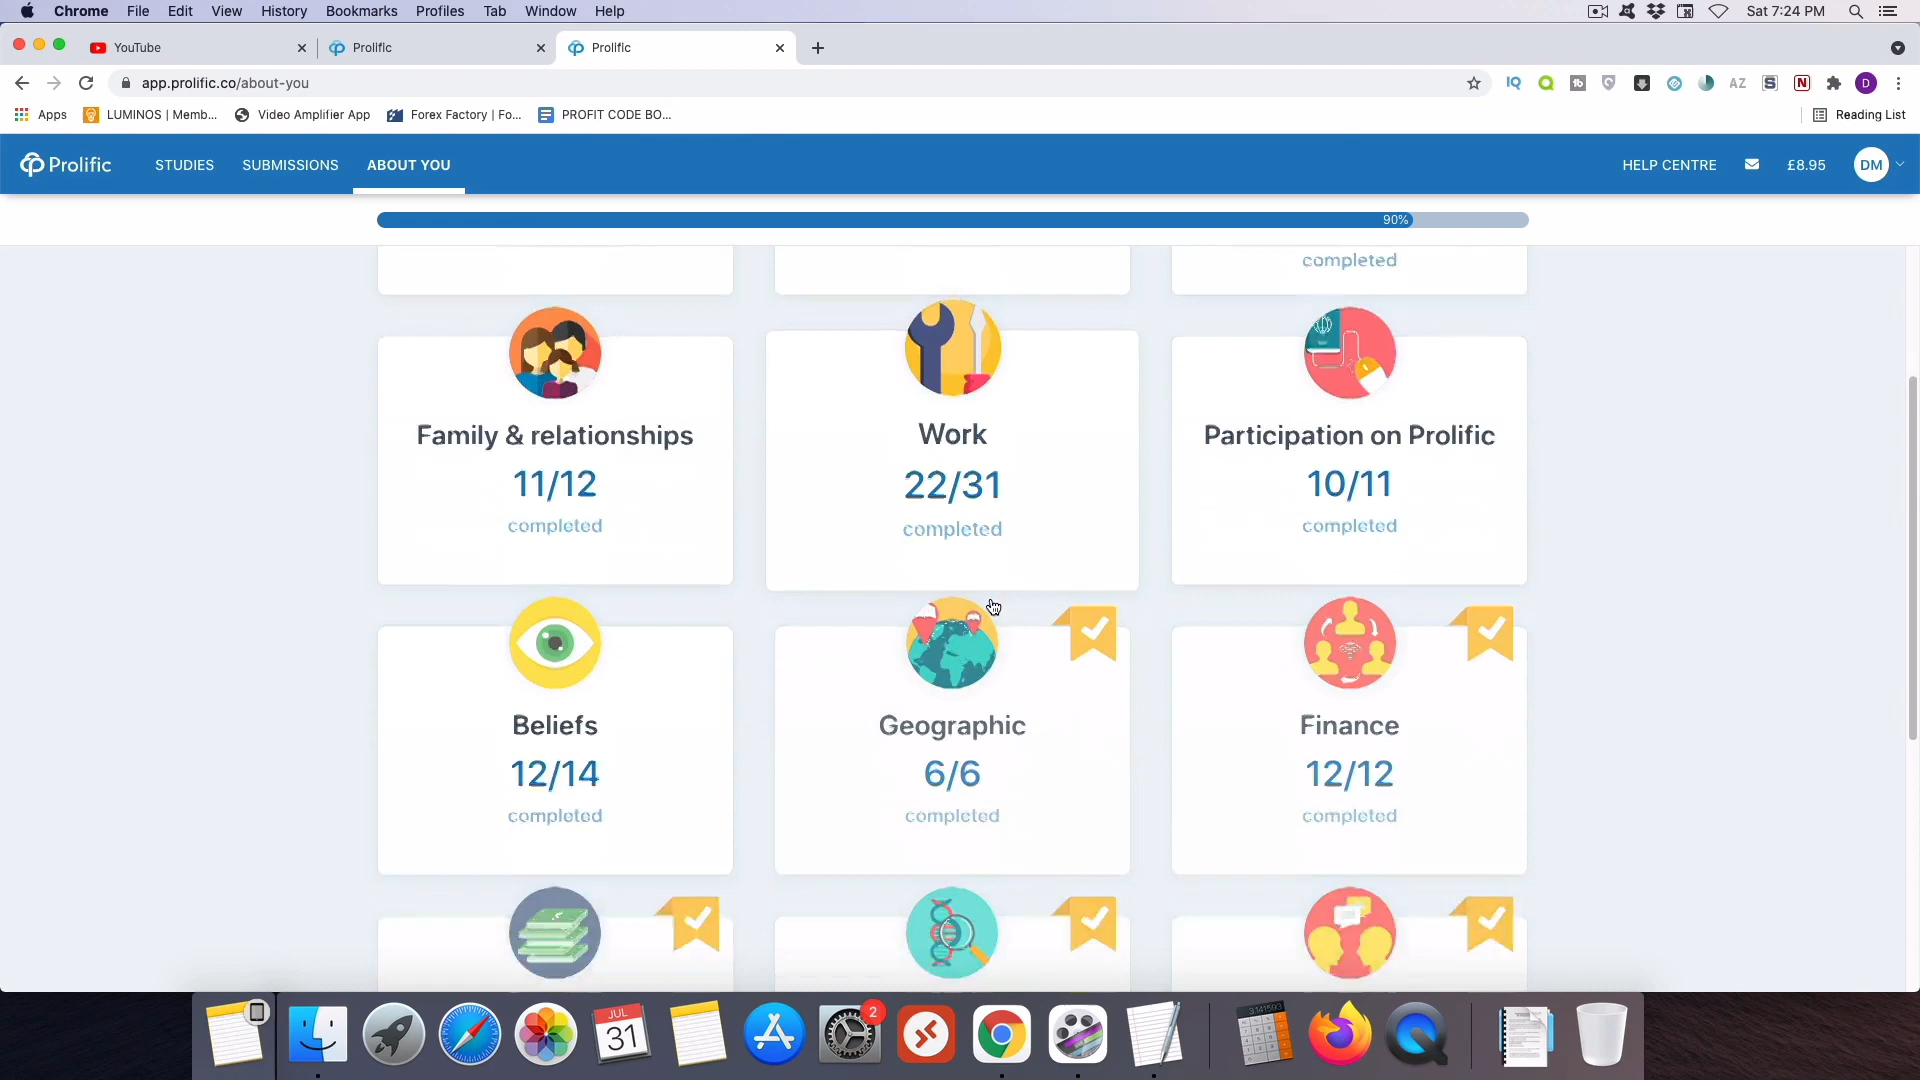 Chrome File Edit View History Bookmarks Profiles Tab Window Help Sat 7:24 PM
YouTube Prolific Prolific
app.prolific.co/about-you AZ S N D
Apps LUMINOS | Memb... Video Amplifier App Forex Factory | Fo... PROFIT CODE BO... Reading List
Prolific STUDIES SUBMISSIONS ABOUT YOU HELP CENTRE £8.95 DM
90%
completed
Family & relationships Work Participation on Prolific
11/12 22/31 10/11
completed completed completed
Beliefs Geographic Finance
12/14 6/6 12/12
completed completed completed
JUL
31
2